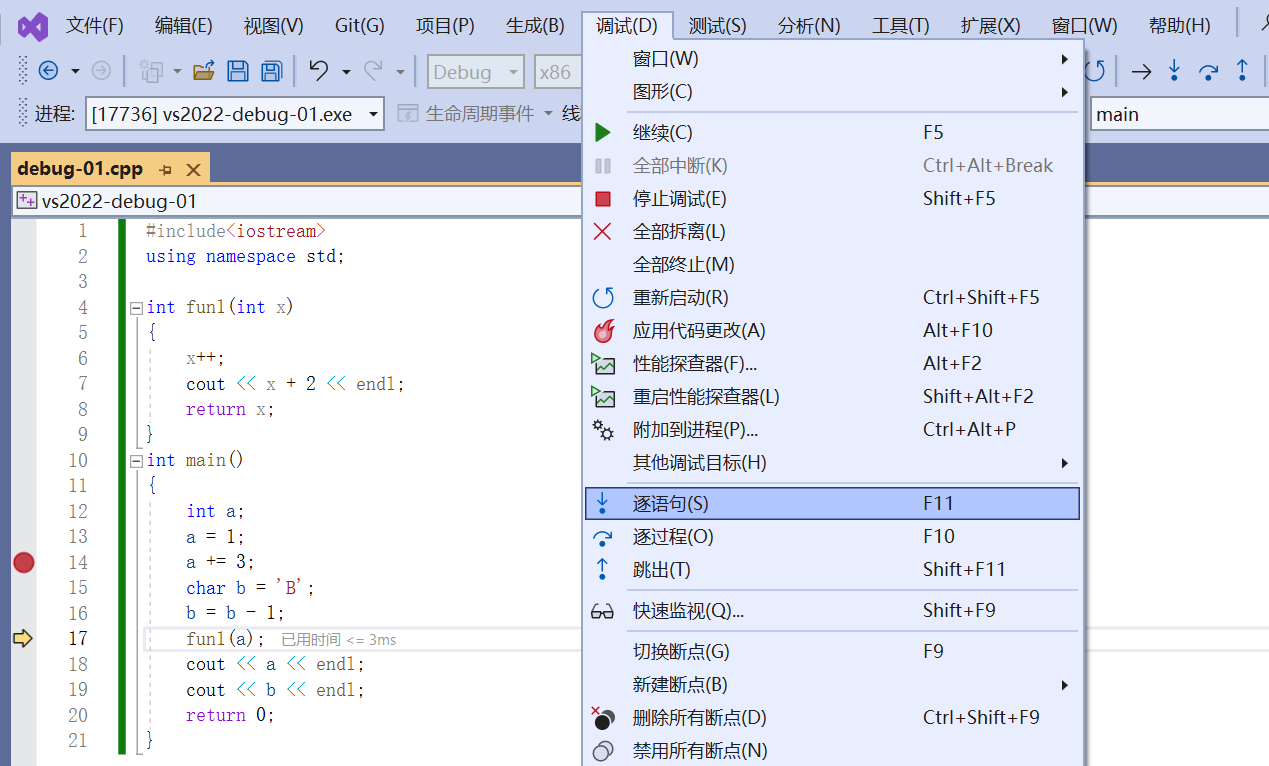 文件(F) 编辑(E) 视图(V) Git(G) 项目(P) 生成(B) 调试(D) 测试(S) 分析(N) 工具(T) 扩展(X) 窗口(W) 帮助(H)
Debug x86
进程: [17736] vs2022-debug-01.exe 生命周期事件 线 main
debug-01.cpp
vs2022-debug-01
1 #include<iostream>
2 using namespace std;
3
4 int fun1(int x)
5 {
6 x++;
7 cout << x + 2 << endl;
8 return x;
9 }
10 int main()
11 {
12 int a;
13 a = 1;
14 a += 3;
15 char b = 'B';
16 b = b - 1;
17 fun1(a); 已用时间 <= 3ms
18 cout << a << endl;
19 cout << b << endl;
20 return 0;
21 }
窗口(W)
图形(C)
继续(C) F5
全部中断(K) Ctrl+Alt+Break
停止调试(E) Shift+F5
全部拆离(L)
全部终止(M)
重新启动(R) Ctrl+Shift+F5
应用代码更改(A) Alt+F10
性能探查器(F)... Alt+F2
重启性能探查器(L) Shift+Alt+F2
附加到进程(P)... Ctrl+Alt+P
其他调试目标(H)
逐语句(S) F11
逐过程(O) F10
跳出(T) Shift+F11
快速监视(Q)... Shift+F9
切换断点(G) F9
新建断点(B)
删除所有断点(D) Ctrl+Shift+F9
禁用所有断点(N)